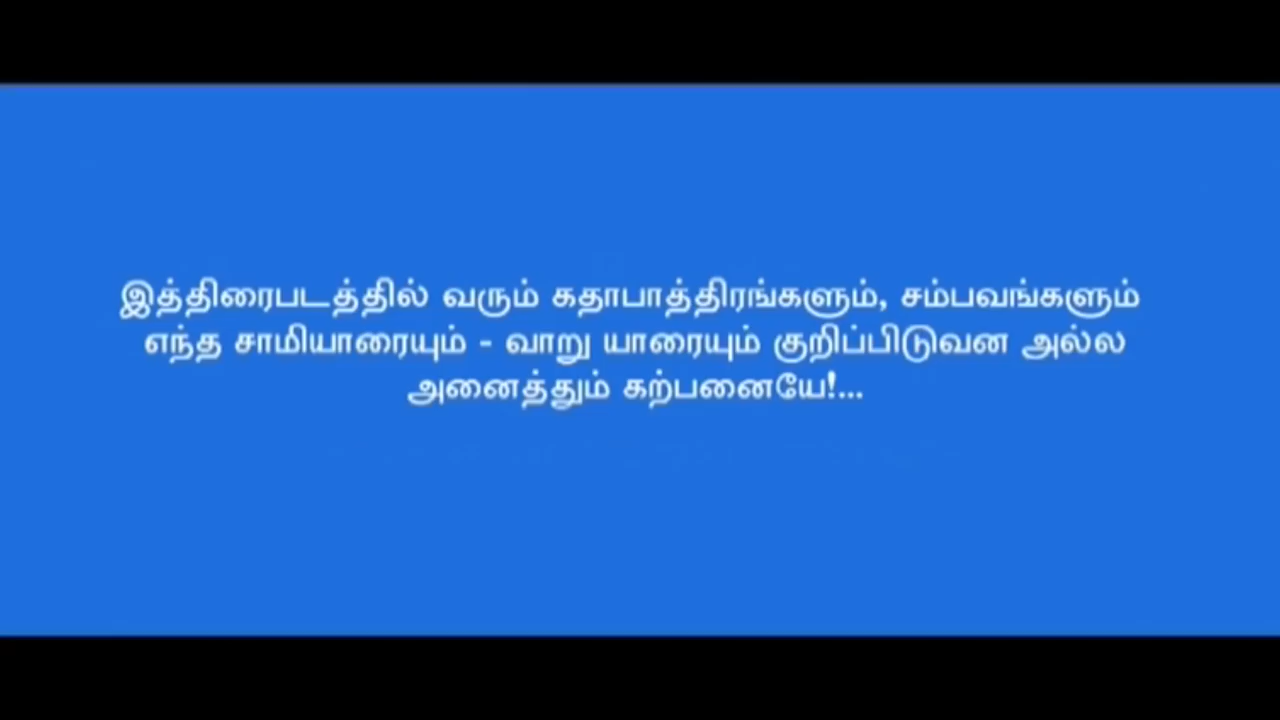 இத்திரைபடத்தில் வரும் கதாபாத்திரங்களும், சம்பவங்களும்
எந்த சாமியாரையும் - வாறு யாரையும் குறிப்பிடுவன அல்ல
அனைத்தும் கற்பனையே!...